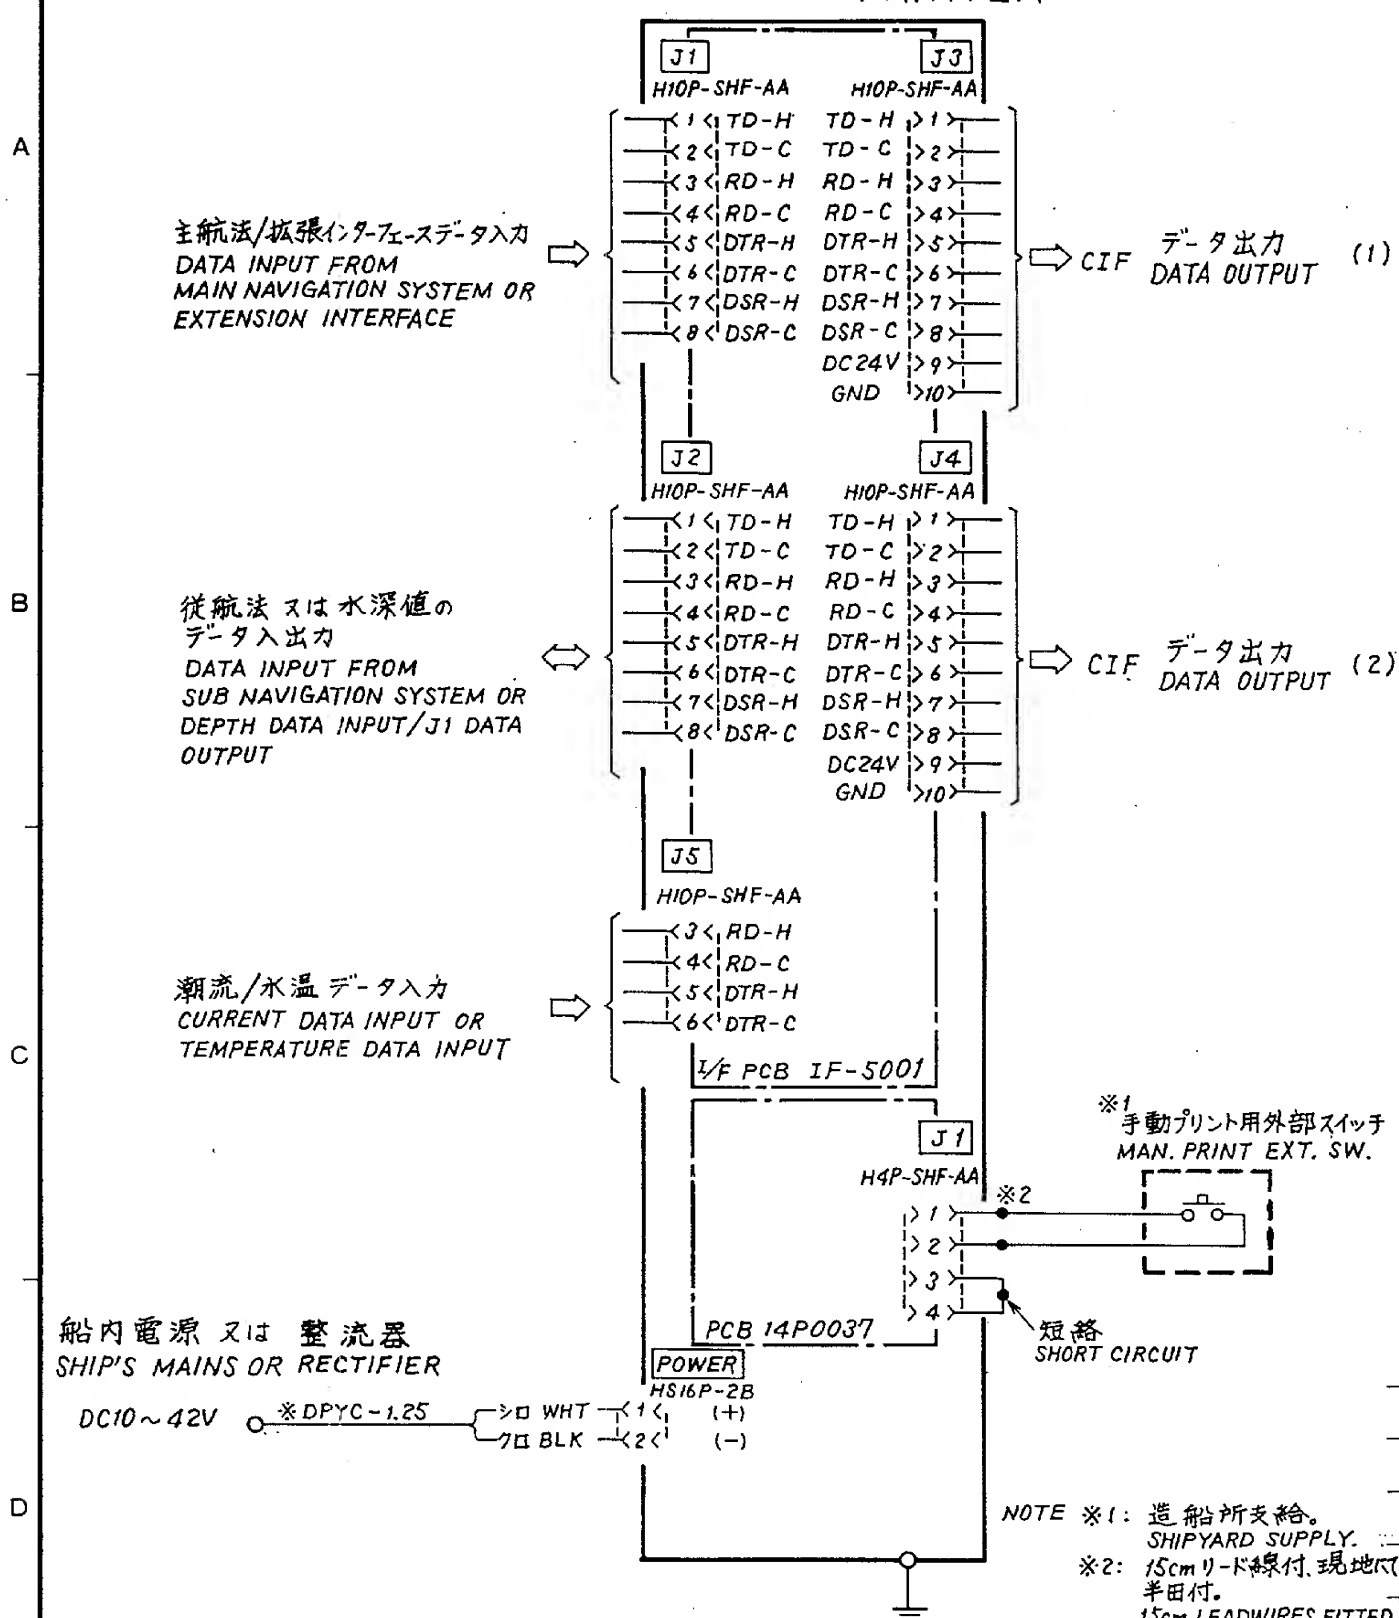 A
B
C
D
J1
H10P-SHF-AA
1 TD-H
2 TD-C
3 RD-H
4 RD-C
5 DTR-H
6 DTR-C
7 DSR-H
8 DSR-C
J3
H10P-SHF-AA
TD-H 1
TD-C 2
RD-H 3
RD-C 4
DTR-H 5
DTR-C 6
DSR-H 7
DSR-C 8
DC24V 9
GND 10
主航法/拡張インターフェースデータ入力
DATA INPUT FROM
MAIN NAVIGATION SYSTEM OR
EXTENSION INTERFACE
CIF データ出力 (1)
DATA OUTPUT
J2
H10P-SHF-AA
1 TD-H
2 TD-C
3 RD-H
4 RD-C
5 DTR-H
6 DTR-C
7 DSR-H
8 DSR-C
J4
H10P-SHF-AA
TD-H 1
TD-C 2
RD-H 3
RD-C 4
DTR-H 5
DTR-C 6
DSR-H 7
DSR-C 8
DC24V 9
GND 10
従航法 又は 水深値の
データ入出力
DATA INPUT FROM
SUB NAVIGATION SYSTEM OR
DEPTH DATA INPUT/J1 DATA
OUTPUT
CIF データ出力 (2)
DATA OUTPUT
J5
H10P-SHF-AA
3 RD-H
4 RD-C
5 DTR-H
6 DTR-C
潮流/水温 データ入力
CURRENT DATA INPUT OR
TEMPERATURE DATA INPUT
I/F PCB IF-5001
J1
H4P-SHF-AA
1
2
3
4
※2
※1
手動プリント用外部スイッチ
MAN. PRINT EXT. SW.
短絡
SHORT CIRCUIT
PCB 14P0037
船内電源 又は 整流器
SHIP'S MAINS OR RECTIFIER
DC10~42V
※DPYC-1.25
POWER
HS16P-2B
シロ WHT 1 (+)
クロ BLK 2 (-)
NOTE ※1: 造船所支給。
SHIPYARD SUPPLY.
※2: 15cmリード線付、現地にて
半田付。
15cm LEADWIRES FITTED